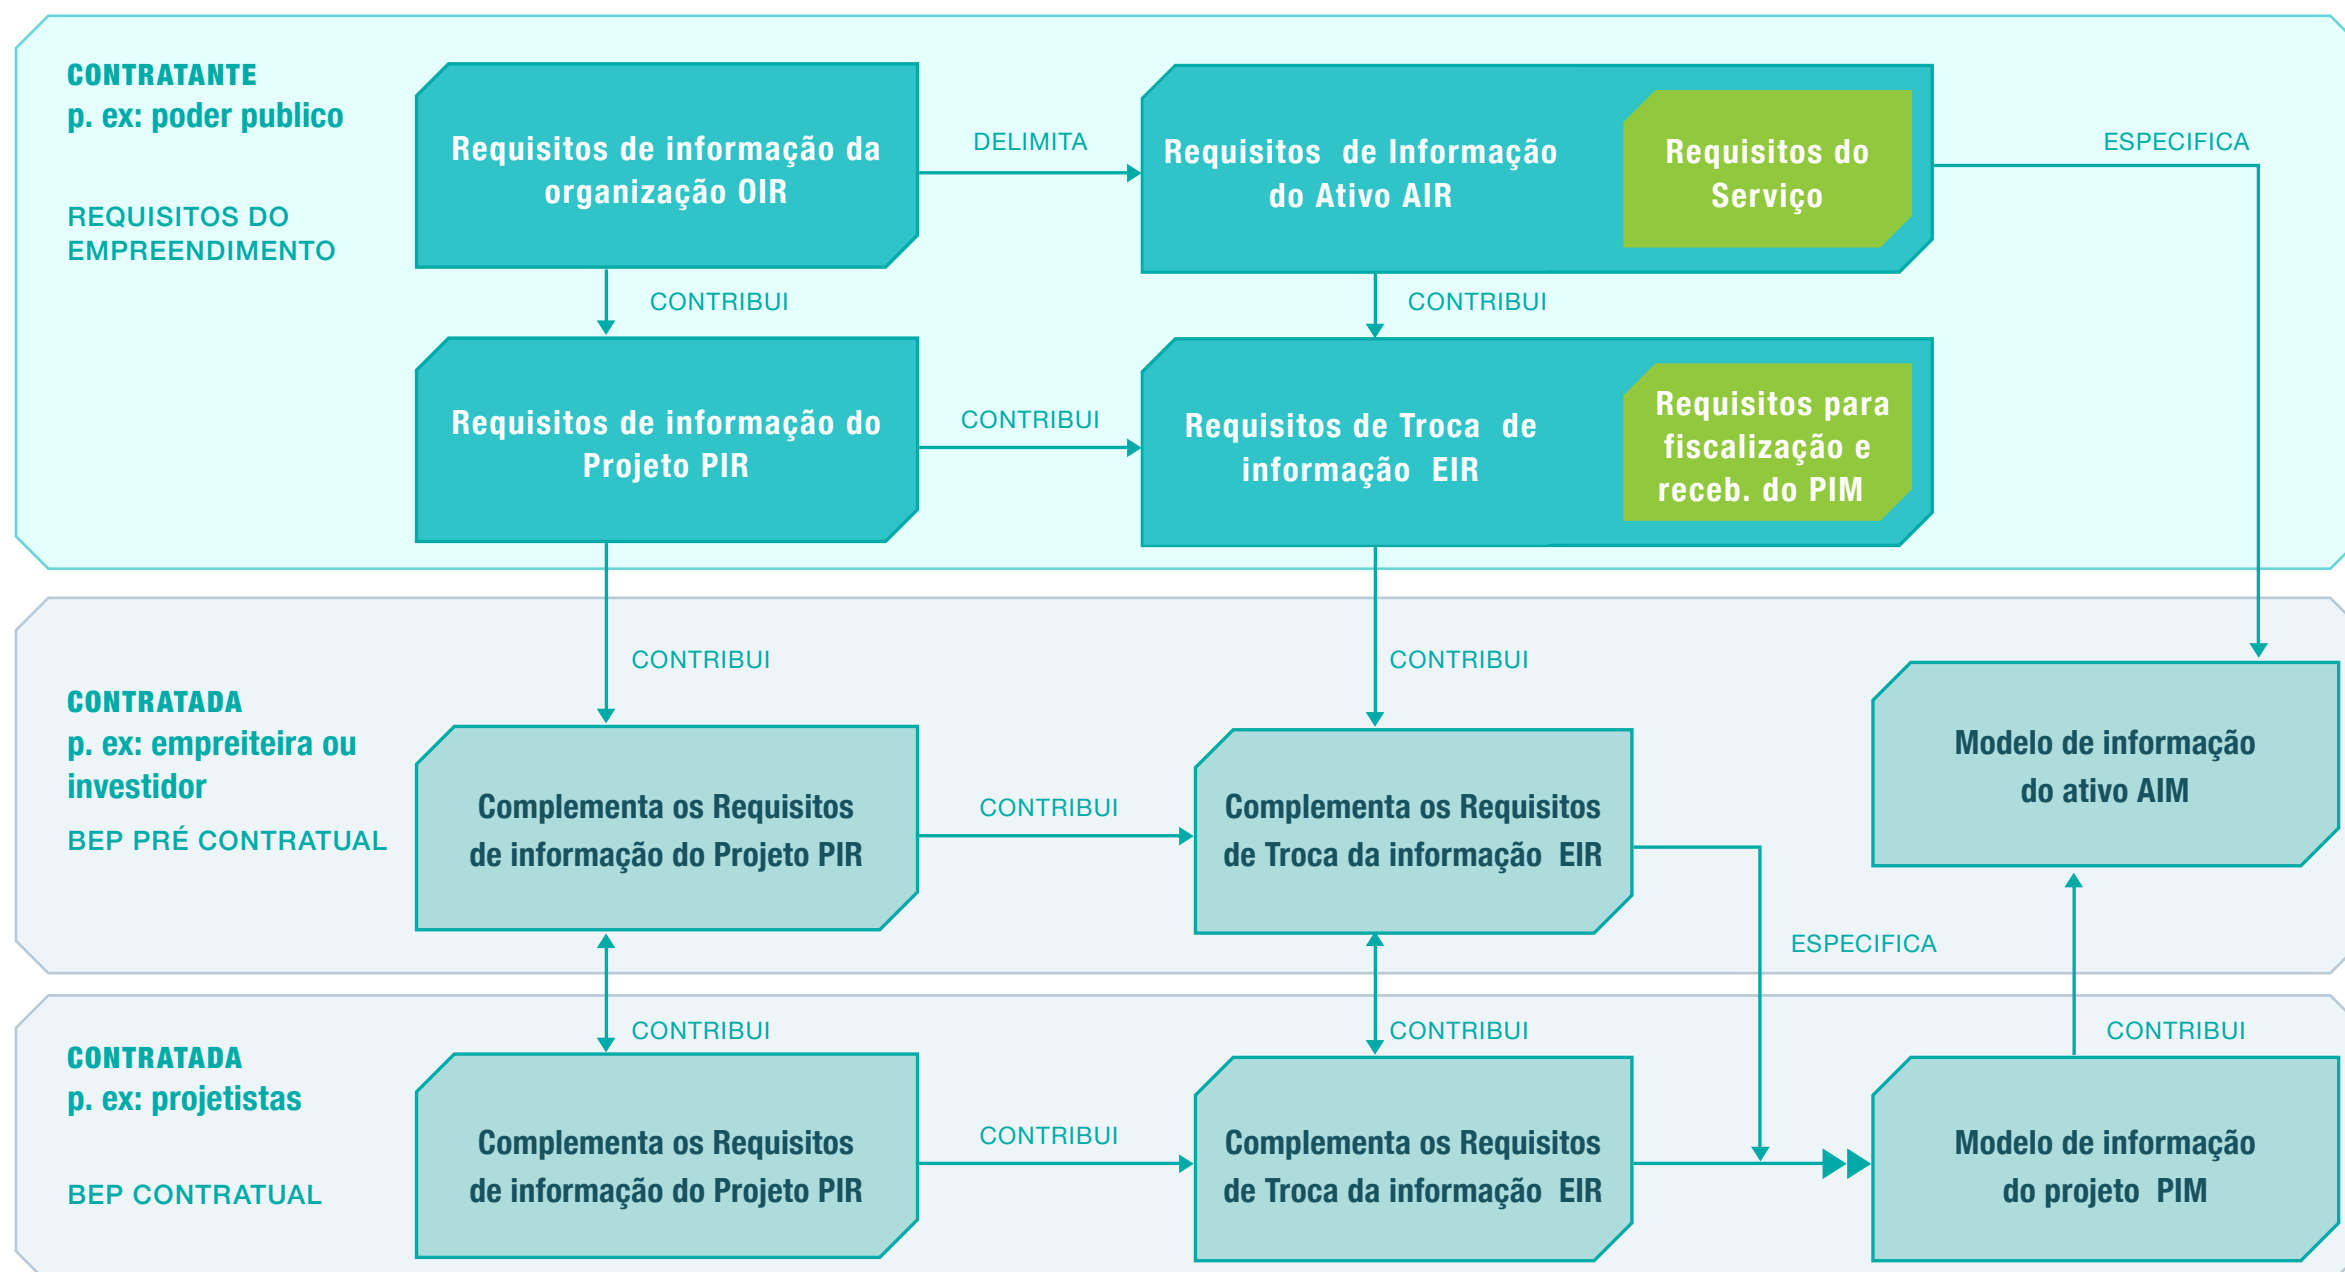 CONTRATANTE
p. ex: poder publico
REQUISITOS DO
EMPREENDIMENTO
Requisitos de informação da
organização OIR
DELIMITA
Requisitos de Informação
do Ativo AIR
Requisitos do
Serviço
ESPECIFICA
CONTRIBUI
CONTRIBUI
Requisitos de informação do
Projeto PIR
CONTRIBUI
Requisitos de Troca de
informação EIR
Requisitos para
fiscalização e
receb. do PIM
CONTRIBUI
CONTRIBUI
CONTRATADA
p. ex: empreiteira ou
investidor
BEP PRÉ CONTRATUAL
Complementa os Requisitos
de informação do Projeto PIR
CONTRIBUI
Complementa os Requisitos
de Troca da informação EIR
Modelo de informação
do ativo AIM
ESPECIFICA
CONTRIBUI
CONTRIBUI
CONTRIBUI
CONTRATADA
p. ex: projetistas
BEP CONTRATUAL
Complementa os Requisitos
de informação do Projeto PIR
CONTRIBUI
Complementa os Requisitos
de Troca da informação EIR
Modelo de informação
do projeto PIM